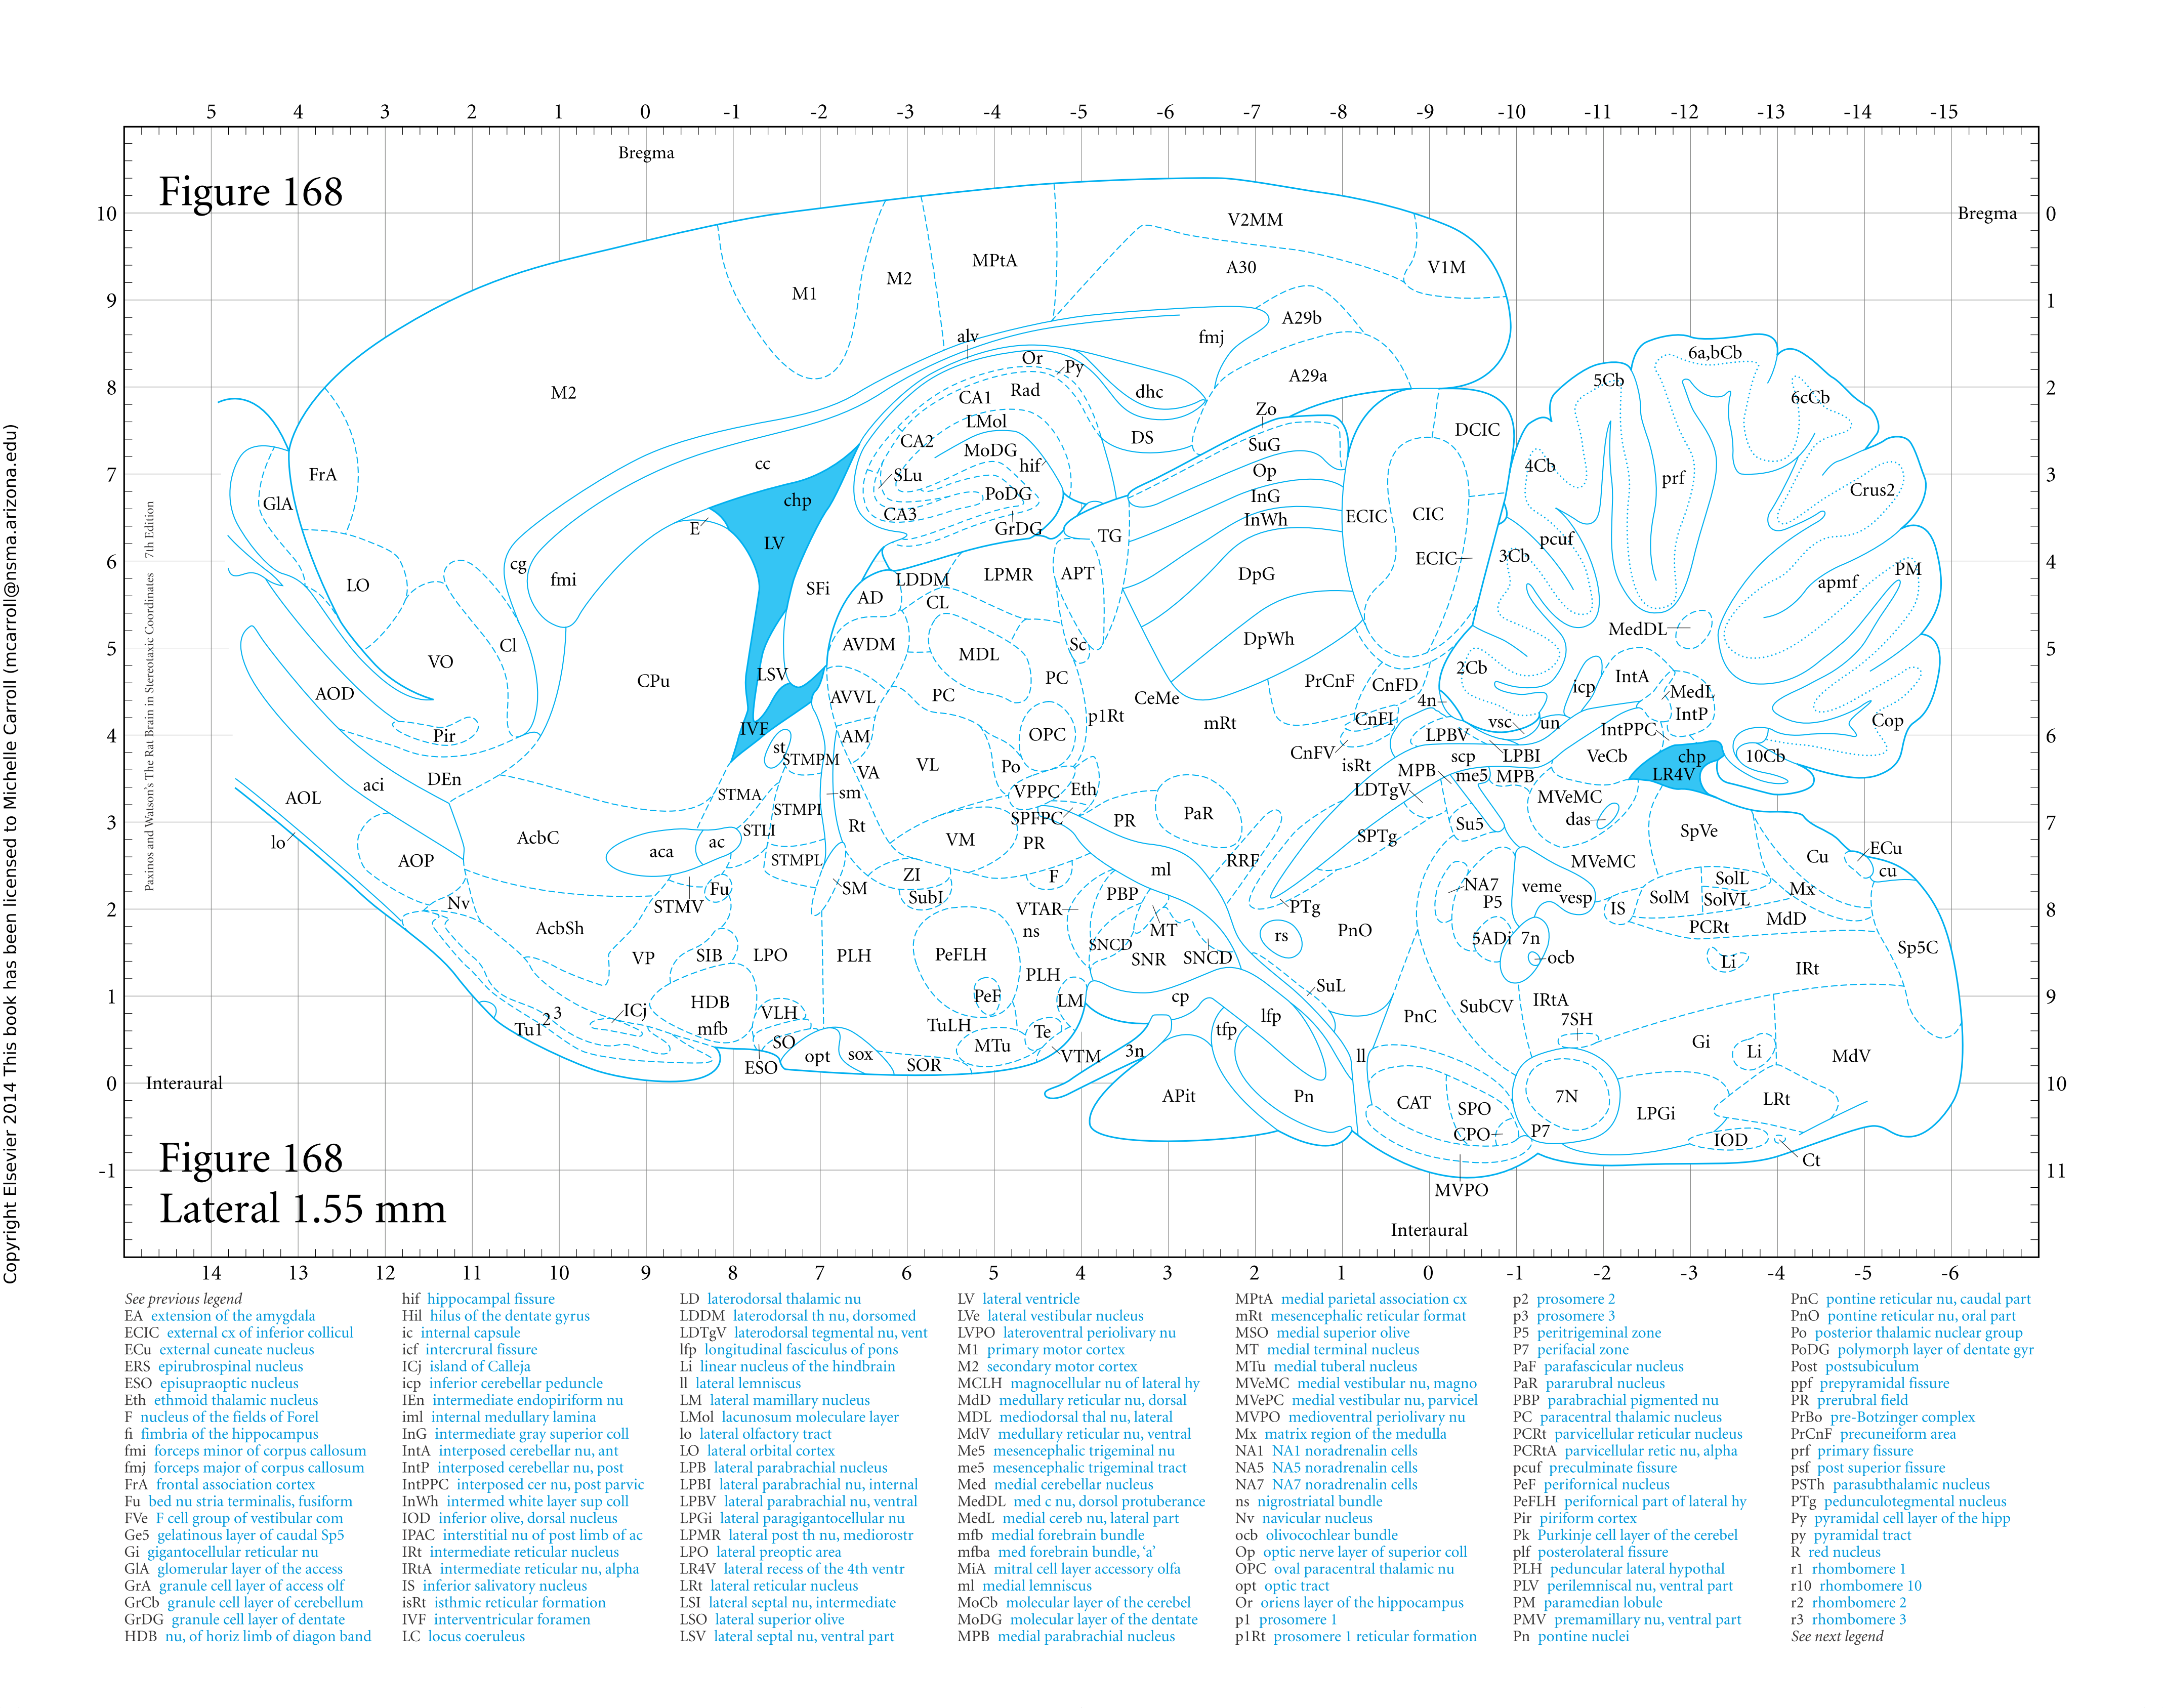 5 4 3 2 1 0 -1 -2 -3 -4 -5 -6 -7 -8 -9 -10 -11 -12 -13 -14 -15
Bregma
Figure 168
10 V2MM Bregma 0
MPtA
A30 V1M
M2
M1
9 1
A29b
alv fmj
6a,bCb
Or
Py
A29a 5Cb
8 M2 CA1 Rad dhc 2
6cCb
Zo
LMol
DCIC
CA2 DS
SuG
MoDG
cc hif 4Cb
7 FrA SLu Op prf 3
PoDG Crus2
InG
GlA chp
CA3 ECIC CIC
InWh
E GrDG
TG pcuf
LV
ECIC 3Cb
6 cg 4
PM
fmi LDDM LPMR APT DpG
LO SFi apmf
AD CL
MedDL
DpWh
5 Cl AVDM Sc 5
MDL
VO
2Cb
LSV PC IntA
CPu PrCnF CnFD icp
AOD AVVL PC CeMe MedL
4n
p1Rt IntP
CnFI
mRt vsc un Cop
IVF
4 Pir AM OPC LPBV IntPPC 6
st CnFV
STMPM scp LPBI VeCb chp 10Cb
VL Po isRt
VA MPB me5 MPB LR4V
DEn
aci VPPC Eth LDTgV
STMA sm MVeMC
AOL STMPI PaR
das
3 SPFPC PR Su5 7
lo Rt STLI SPTg SpVe
AcbC VM
ac PR
aca ECu
AOP STMPL RRF MVeMC Cu
ml cu
ZI F SolL
SM NA7 veme
Fu SubI PBP Mx
P5 vesp SolM SolVL
2 Nv STMV VTAR PTg IS 8
MdD
AcbSh ns MT PCRt
rs PnO
5ADi 7n
SNCD
Sp5C
VP SIB LPO PLH PeFLH SNR SNCD ocb
Li IRt
PLH
SuL
1 HDB PeF LM cp IRtA 9
SubCV
ICj VLH lfp PnC 7SH
Tu1 2 3 mfb TuLH
Te tfp
SO MTu Gi
3n Li
opt sox VTM ll MdV
ESO SOR
0 Interaural 10
APit Pn 7N LRt
CAT SPO LPGi
CPO P7
Figure 168 IOD
Ct
-1 11
MVPO
Lateral 1.55 mm
Interaural
14 13 12 11 10 9 8 7 6 5 4 3 2 1 0 -1 -2 -3 -4 -5 -6
Paxinos and Watson's The Rat Brain in Stereotaxic Coordinates 7th Edition
Copyright Elsevier 2014 This book has been licensed to Michelle Carroll (mcarroll@nsma.arizona.edu)
See previous legend
EA extension of the amygdala
ECIC external cx of inferior collicul
ECu external cuneate nucleus
ERS epirubrospinal nucleus
ESO episupraoptic nucleus
Eth ethmoid thalamic nucleus
F nucleus of the fields of Forel
fi fimbria of the hippocampus
fmi forceps minor of corpus callosum
fmj forceps major of corpus callosum
FrA frontal association cortex
Fu bed nu stria terminalis, fusiform
FVe F cell group of vestibular com
Ge5 gelatinous layer of caudal Sp5
Gi gigantocellular reticular nu
GlA glomerular layer of the access
GrA granule cell layer of access olf
GrCb granule cell layer of cerebellum
GrDG granule cell layer of dentate
HDB nu, of horiz limb of diagon band
hif hippocampal fissure
Hil hilus of the dentate gyrus
ic internal capsule
icf intercrural fissure
ICj island of Calleja
icp inferior cerebellar peduncle
IEn intermediate endopiriform nu
iml internal medullary lamina
InG intermediate gray superior coll
IntA interposed cerebellar nu, ant
IntP interposed cerebellar nu, post
IntPPC interposed cer nu, post parvic
InWh intermed white layer sup coll
IOD inferior olive, dorsal nucleus
IPAC interstitial nu of post limb of ac
IRt intermediate reticular nucleus
IRtA intermediate reticular nu, alpha
IS inferior salivatory nucleus
isRt isthmic reticular formation
IVF interventricular foramen
LC locus coeruleus
LD laterodorsal thalamic nu
LDDM laterodorsal th nu, dorsomed
LDTgV laterodorsal tegmental nu, vent
lfp longitudinal fasciculus of pons
Li linear nucleus of the hindbrain
ll lateral lemniscus
LM lateral mamillary nucleus
LMol lacunosum moleculare layer
lo lateral olfactory tract
LO lateral orbital cortex
LPB lateral parabrachial nucleus
LPBI lateral parabrachial nu, internal
LPBV lateral parabrachial nu, ventral
LPGi lateral paragigantocellular nu
LPMR lateral post th nu, mediorostr
LPO lateral preoptic area
LR4V lateral recess of the 4th ventr
LRt lateral reticular nucleus
LSI lateral septal nu, intermediate
LSO lateral superior olive
LSV lateral septal nu, ventral part
LV lateral ventricle
LVe lateral vestibular nucleus
LVPO lateroventral periolivary nu
M1 primary motor cortex
M2 secondary motor cortex
MCLH magnocellular nu of lateral hy
MdD medullary reticular nu, dorsal
MDL mediodorsal thal nu, lateral
MdV medullary reticular nu, ventral
Me5 mesencephalic trigeminal nu
me5 mesencephalic trigeminal tract
Med medial cerebellar nucleus
MedDL med c nu, dorsol protuberance
MedL medial cereb nu, lateral part
mfb medial forebrain bundle
mfba med forebrain bundle, ‘a’
MiA mitral cell layer accessory olfa
ml medial lemniscus
MoCb molecular layer of the cerebel
MoDG molecular layer of the dentate
MPB medial parabrachial nucleus
MPtA medial parietal association cx
mRt mesencephalic reticular format
MSO medial superior olive
MT medial terminal nucleus
MTu medial tuberal nucleus
MVeMC medial vestibular nu, magno
MVePC medial vestibular nu, parvicel
MVPO medioventral periolivary nu
Mx matrix region of the medulla
NA1 NA1 noradrenalin cells
NA5 NA5 noradrenalin cells
NA7 NA7 noradrenalin cells
ns nigrostriatal bundle
Nv navicular nucleus
ocb olivocochlear bundle
Op optic nerve layer of superior coll
OPC oval paracentral thalamic nu
opt optic tract
Or oriens layer of the hippocampus
p1 prosomere 1
p1Rt prosomere 1 reticular formation
p2 prosomere 2
p3 prosomere 3
P5 peritrigeminal zone
P7 perifacial zone
PaF parafascicular nucleus
PaR pararubral nucleus
PBP parabrachial pigmented nu
PC paracentral thalamic nucleus
PCRt parvicellular reticular nucleus
PCRtA parvicellular retic nu, alpha
pcuf preculminate fissure
PeF perifornical nucleus
PeFLH perifornical part of lateral hy
Pir piriform cortex
Pk Purkinje cell layer of the cerebel
plf posterolateral fissure
PLH peduncular lateral hypothal
PLV perilemniscal nu, ventral part
PM paramedian lobule
PMV premamillary nu, ventral part
Pn pontine nuclei
PnC pontine reticular nu, caudal part
PnO pontine reticular nu, oral part
Po posterior thalamic nuclear group
PoDG polymorph layer of dentate gyr
Post postsubiculum
ppf prepyramidal fissure
PR prerubral field
PrBo pre-Botzinger complex
PrCnF precuneiform area
prf primary fissure
psf post superior fissure
PSTh parasubthalamic nucleus
PTg pedunculotegmental nucleus
Py pyramidal cell layer of the hipp
py pyramidal tract
R red nucleus
r1 rhombomere 1
r10 rhombomere 10
r2 rhombomere 2
r3 rhombomere 3
See next legend